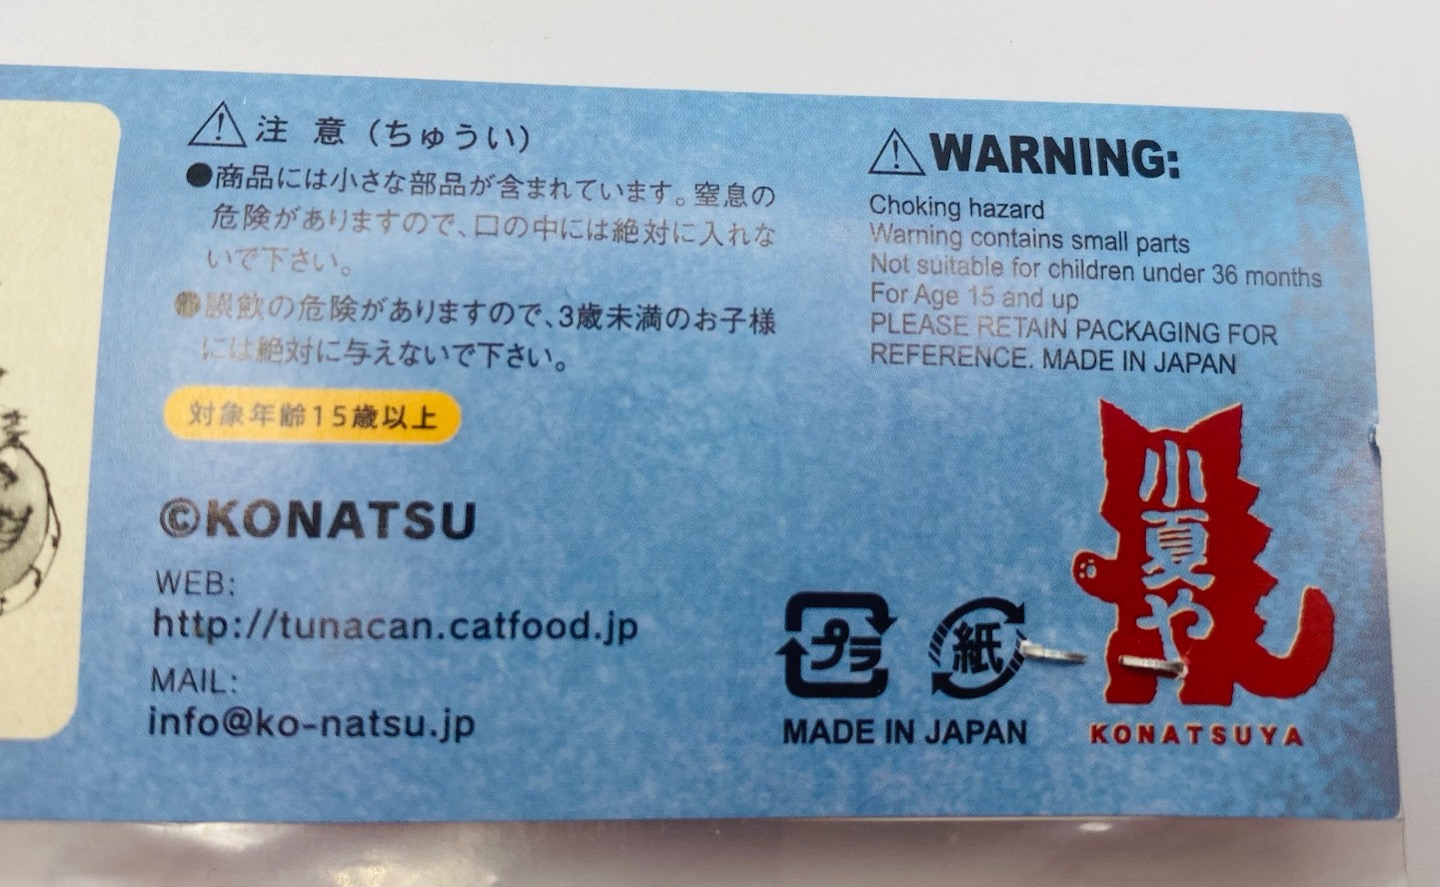 注 意 (ちゅうい)
●商品には小さな部品が含まれています。窒息の
危険がありますので、口の中には絶対に入れな
いで下さい。
●誤飲の危険がありますので、3歳未満のお子様
には絶対に与えないで下さい。
対象年齢15歳以上
©KONATSU
WEB:
http://tunacan.catfood.jp
MAIL:
info@ko-natsu.jp
WARNING:
Choking hazard
Warning contains small parts
Not suitable for children under 36 months
For Age 15 and up
PLEASE RETAIN PACKAGING FOR
REFERENCE. MADE IN JAPAN
プラ
紙
MADE IN JAPAN
小夏や
KONATSUYA